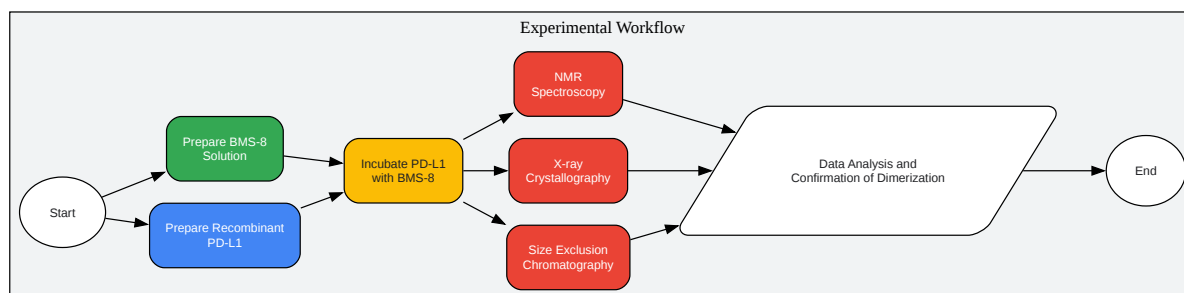 Experimental Workflow
Start
Prepare BMS-8
Solution
Prepare Recombinant
PD-L1
Incubate PD-L1
with BMS-8
NMR
Spectroscopy
X-ray
Crystallography
Size Exclusion
Chromatography
Data Analysis and
Confirmation of Dimerization
End